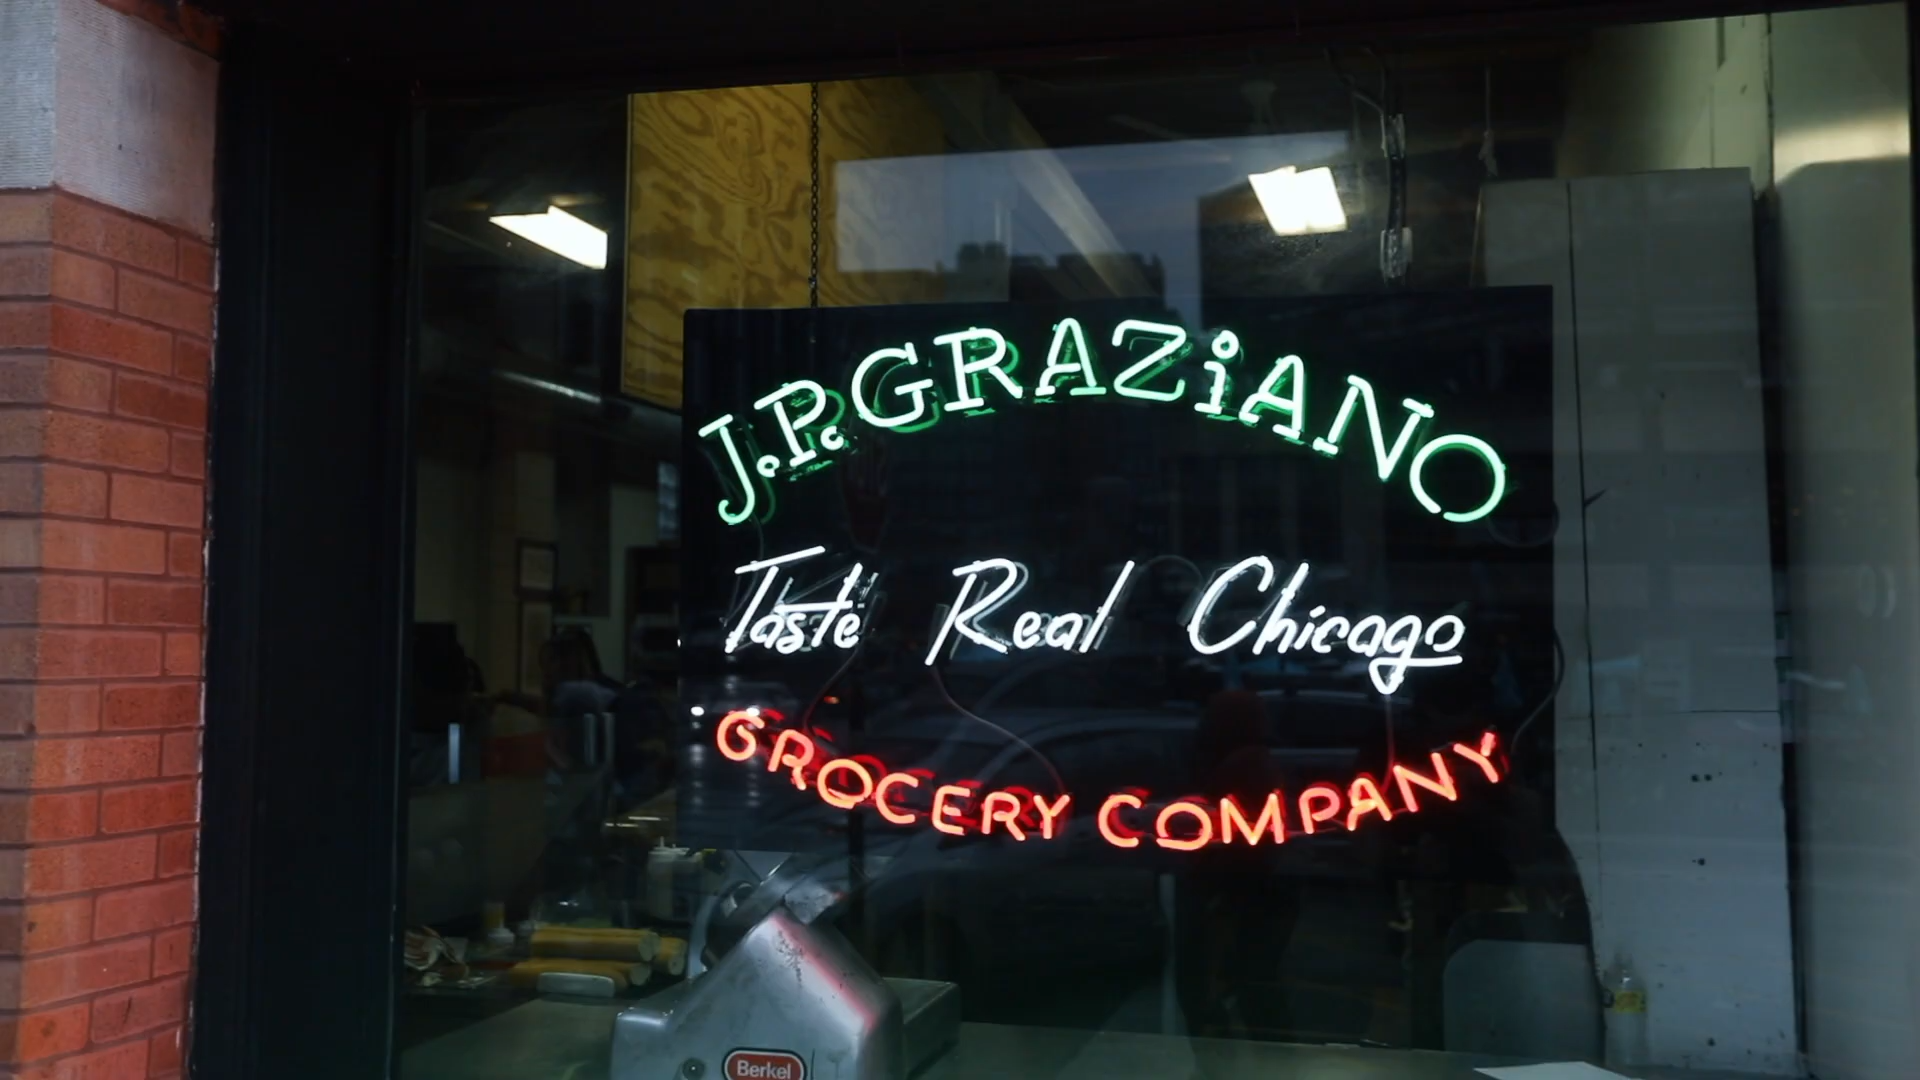 J.P. GRAZiANO
Taste Real Chicago
GROCERY COMPANY
Berkel